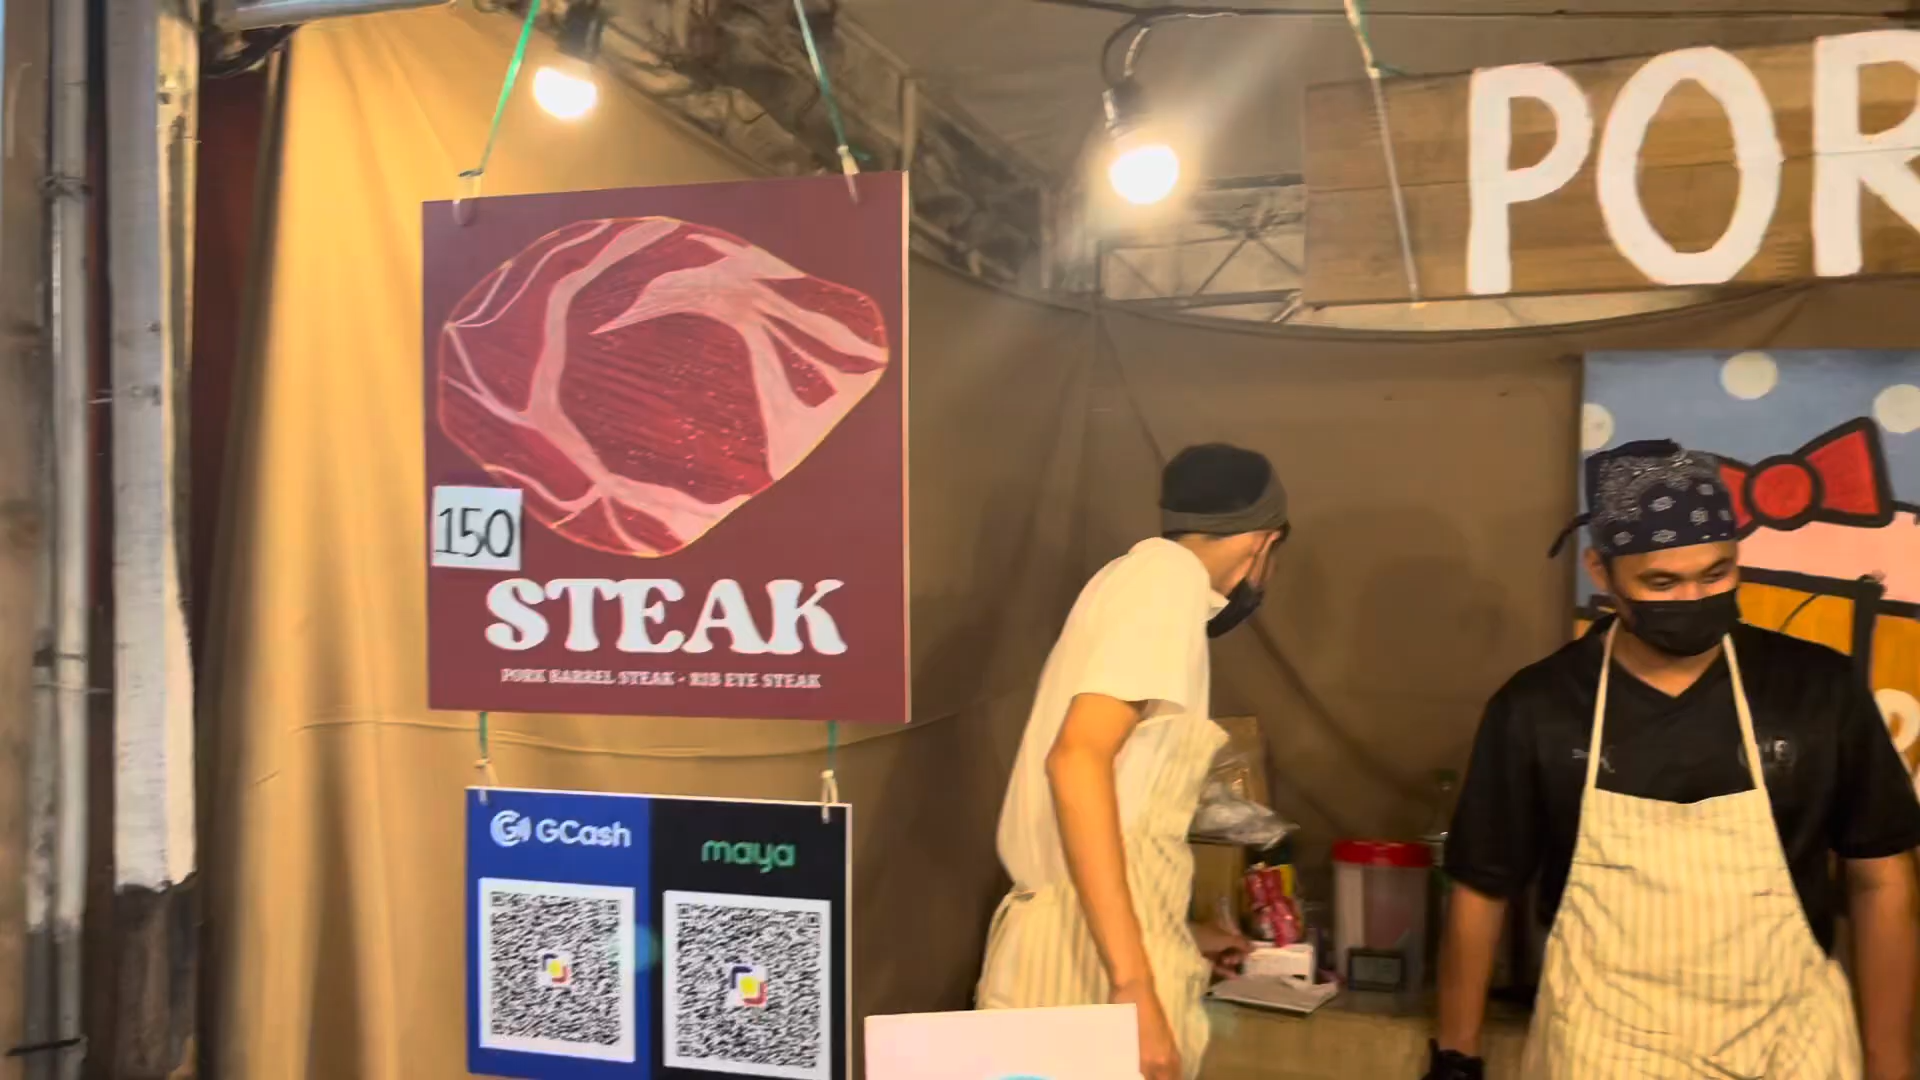 POR
150
STEAK
PORK BARREL STEAK - RIB EYE STEAK
GCash
maya